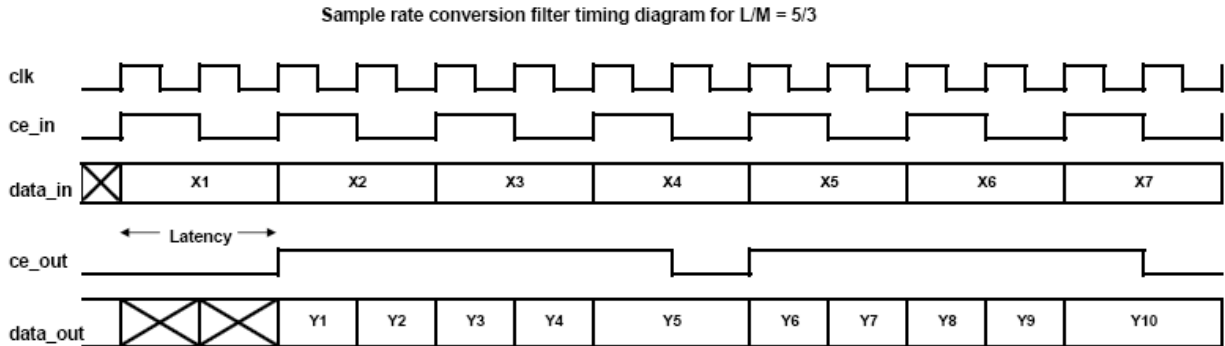 Sample rate conversion filter timing diagram for L/M = 5/3
clk
ce_in
data_in X1 X2 X3 X4 X5 X6 X7
Latency
ce_out
data_out Y1 Y2 Y3 Y4 Y5 Y6 Y7 Y8 Y9 Y10